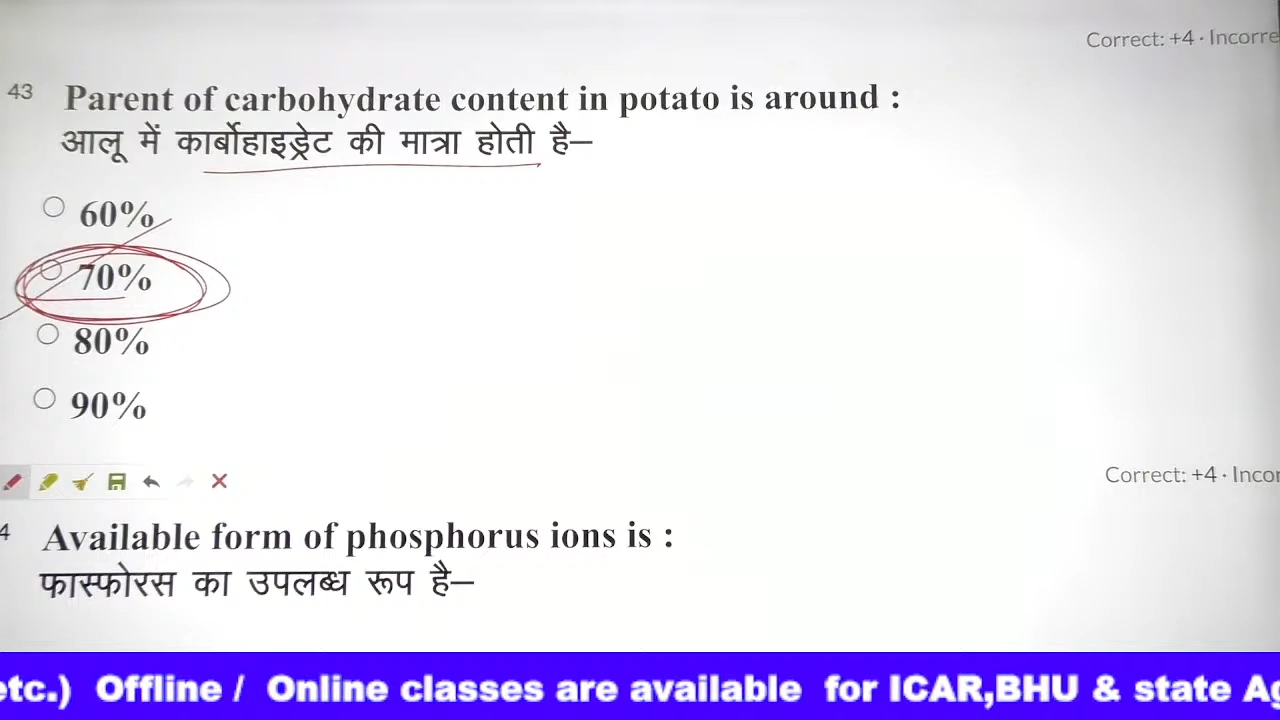 Correct: +4 · Incorre
43 Parent of carbohydrate content in potato is around :
आलू में कार्बोहाइड्रेट की मात्रा होती है–
60%
70%
80%
90%
Correct: +4 · Incor
4 Available form of phosphorus ions is :
फास्फोरस का उपलब्ध रूप है–
etc.) Offline / Online classes are available for ICAR,BHU & state Ag